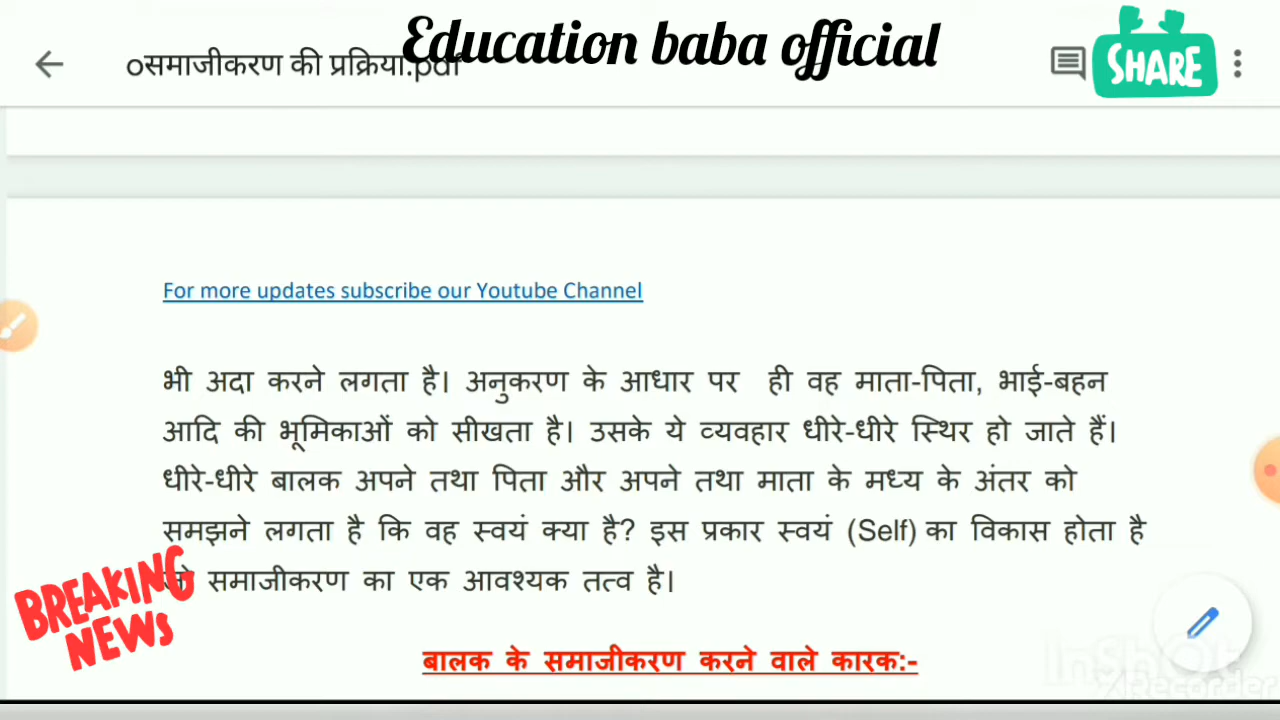 Education baba official
oसमाजीकरण की प्रक्रिया.pdf
SHARE
For more updates subscribe our Youtube Channel
भी अदा करने लगता है। अनुकरण के आधार पर ही वह माता-पिता, भाई-बहन
आदि की भूमिकाओं को सीखता है। उसके ये व्यवहार धीरे-धीरे स्थिर हो जाते हैं।
धीरे-धीरे बालक अपने तथा पिता और अपने तथा माता के मध्य के अंतर को
समझने लगता है कि वह स्वयं क्या है? इस प्रकार स्वयं (Self) का विकास होता है
जो समाजीकरण का एक आवश्यक तत्व है।
BREAKING
NEWS
बालक के समाजीकरण करने वाले कारक:-
InShOt
XRecorder